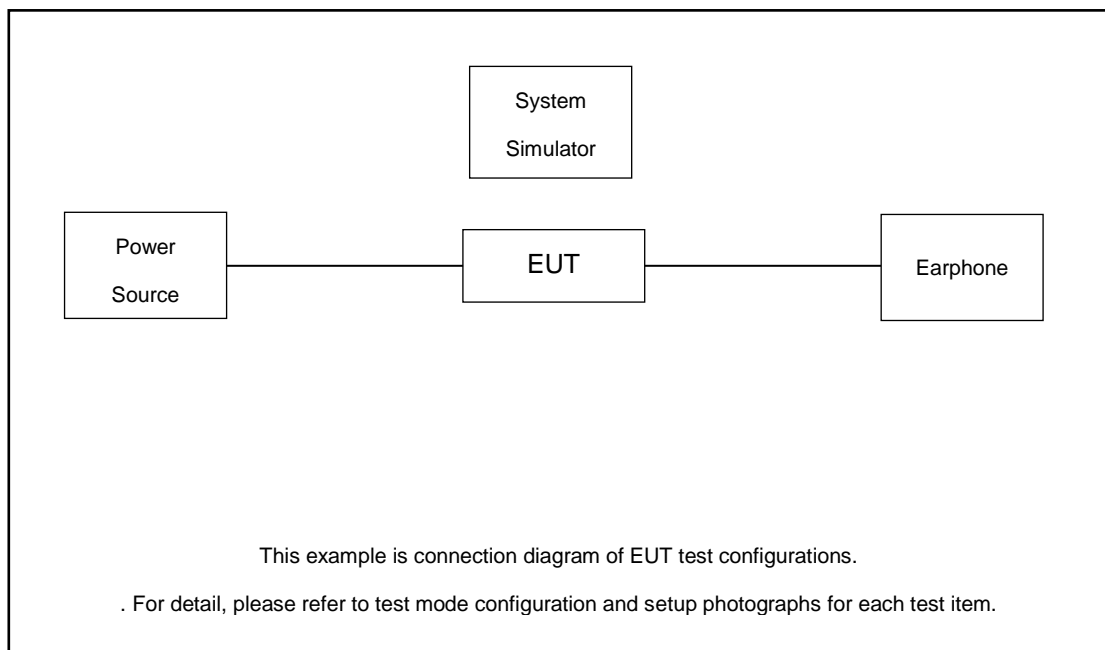 System
Simulator
Power
Source
EUT
Earphone
This example is connection diagram of EUT test configurations.
. For detail, please refer to test mode configuration and setup photographs for each test item.